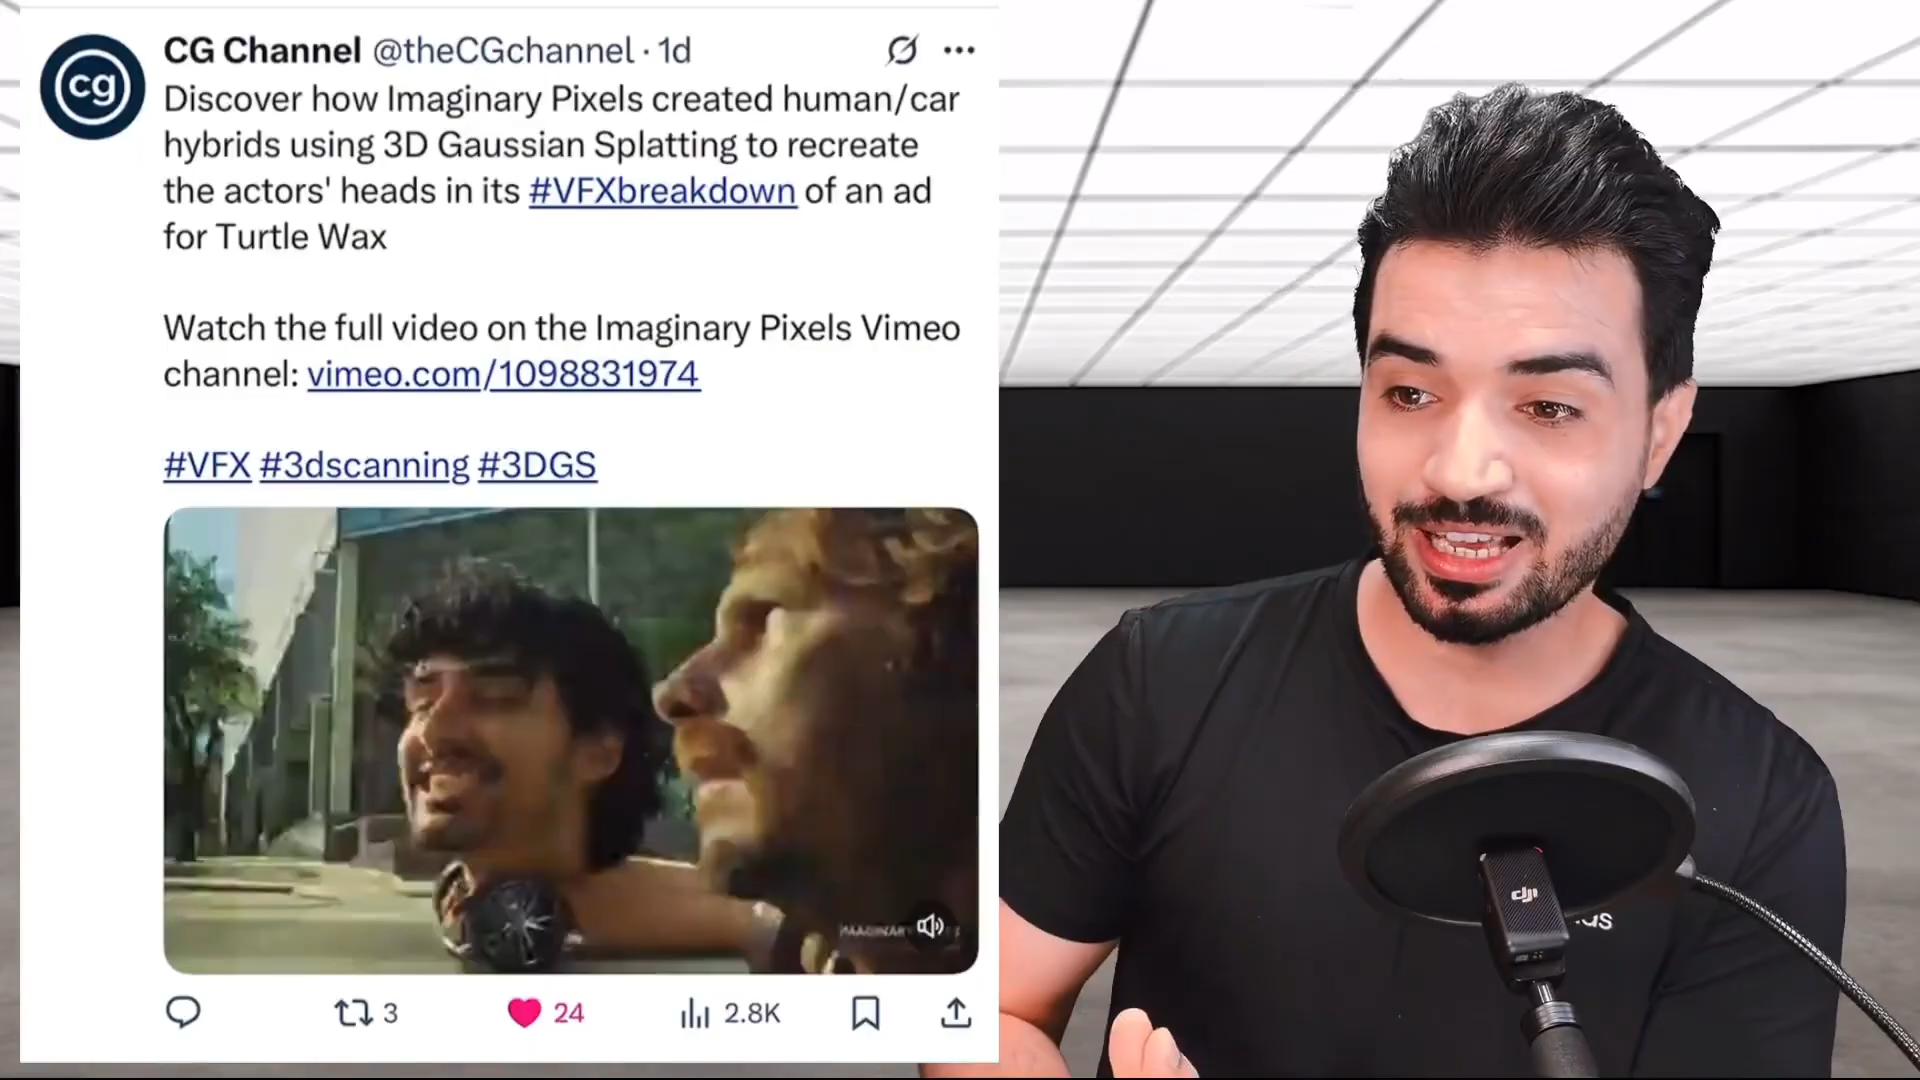 cg
CG Channel @theCGchannel · 1d
Discover how Imaginary Pixels created human/car
hybrids using 3D Gaussian Splatting to recreate
the actors' heads in its #VFXbreakdown of an ad
for Turtle Wax
Watch the full video on the Imaginary Pixels Vimeo
channel: vimeo.com/1098831974
#VFX #3dscanning #3DGS
3
24
2.8K
dji